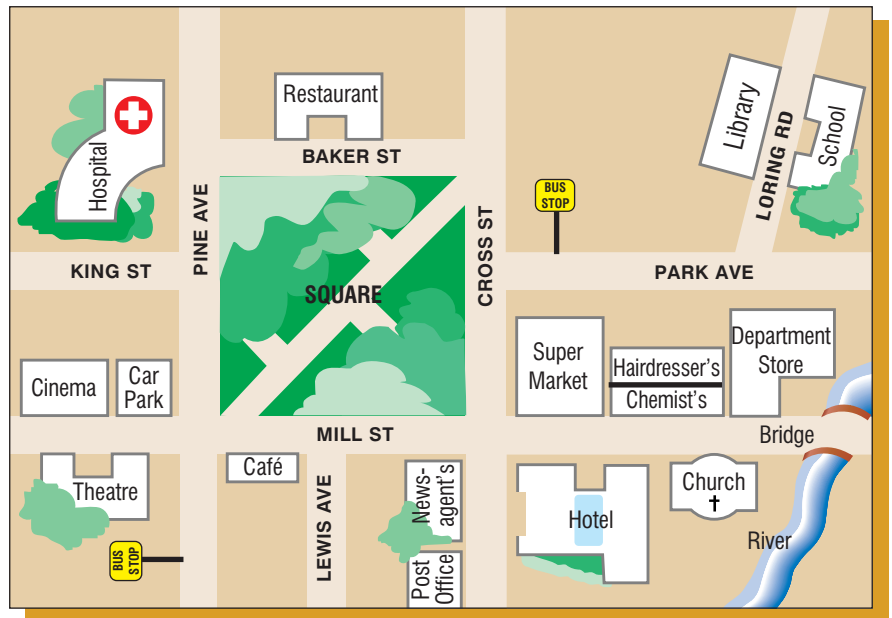 Restaurant
BAKER ST
Hospital
PINE AVE
KING ST
SQUARE
CROSS ST
BUS
STOP
Library
LORING RD
School
PARK AVE
Cinema
Car
Park
Super
Market
Hairdresser's
Chemist's
Department
Store
MILL ST
Bridge
Theatre
Café
LEWIS AVE
News-
agent's
Post
Office
Hotel
Church
River
BUS
STOP